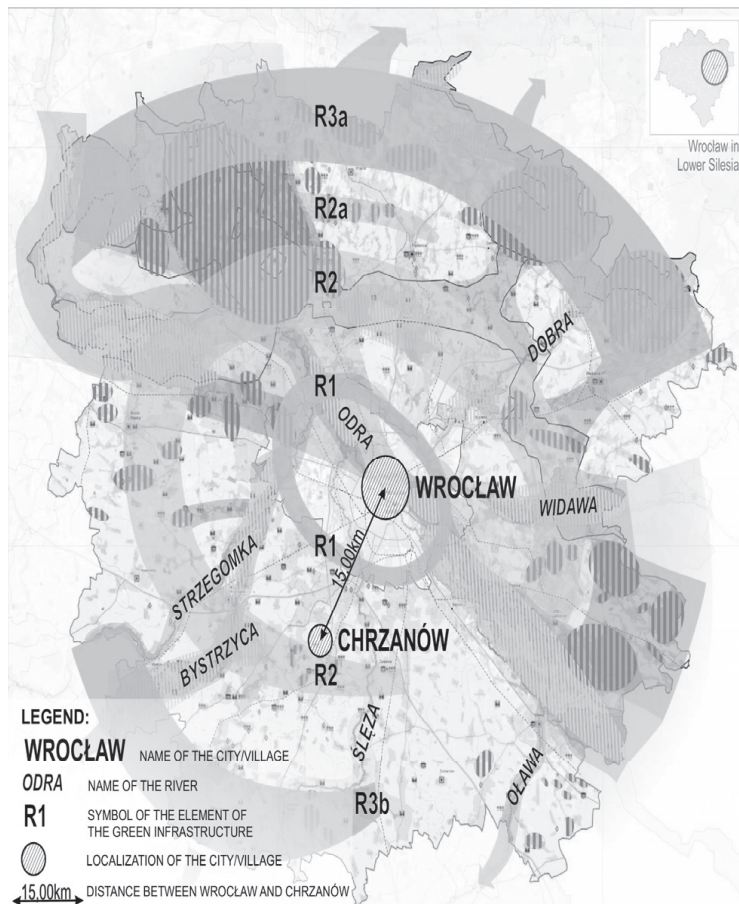 R3a
Wrocław in
Lower Silesia
R2a
R2
DOBRA
R1
ODRA
WROCŁAW
WIDAWA
R1
15,00km
STRZEGOMKA
CHRZANÓW
BYSTRZYCA
R2
ŚLĘZA
OŁAWA
R3b
LEGEND:
WROCŁAW NAME OF THE CITY/VILLAGE
ODRA NAME OF THE RIVER
R1 SYMBOL OF THE ELEMENT OF
THE GREEN INFRASTRUCTURE
LOCALIZATION OF THE CITY/VILLAGE
15,00km DISTANCE BETWEEN WROCŁAW AND CHRZANÓW